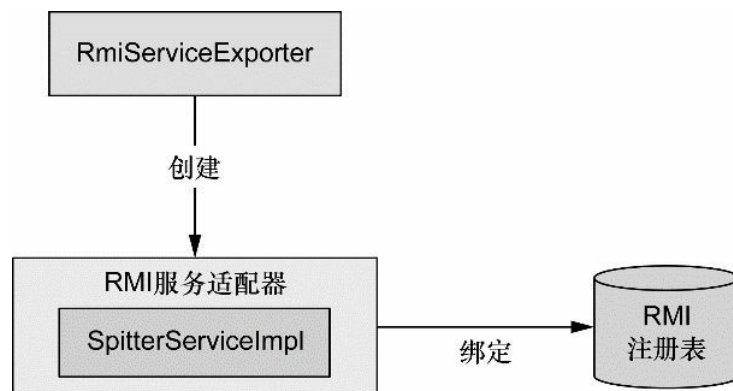 RmiServiceExporter
创建
RMI服务适配器
SpitterServiceImpl
绑定
RMI
注册表